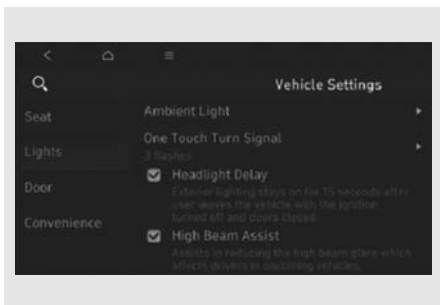 Vehicle Settings
Seat
Lights
Door
Convenience
Ambient Light
One Touch Turn Signal
3 flashes
Headlight Delay
Exterior lighting stays on for 15 seconds after
user leaves the vehicle with the ignition
turned off and doors closed.
High Beam Assist
Assists in reducing the high beam glare which
affects drivers in oncoming vehicles.